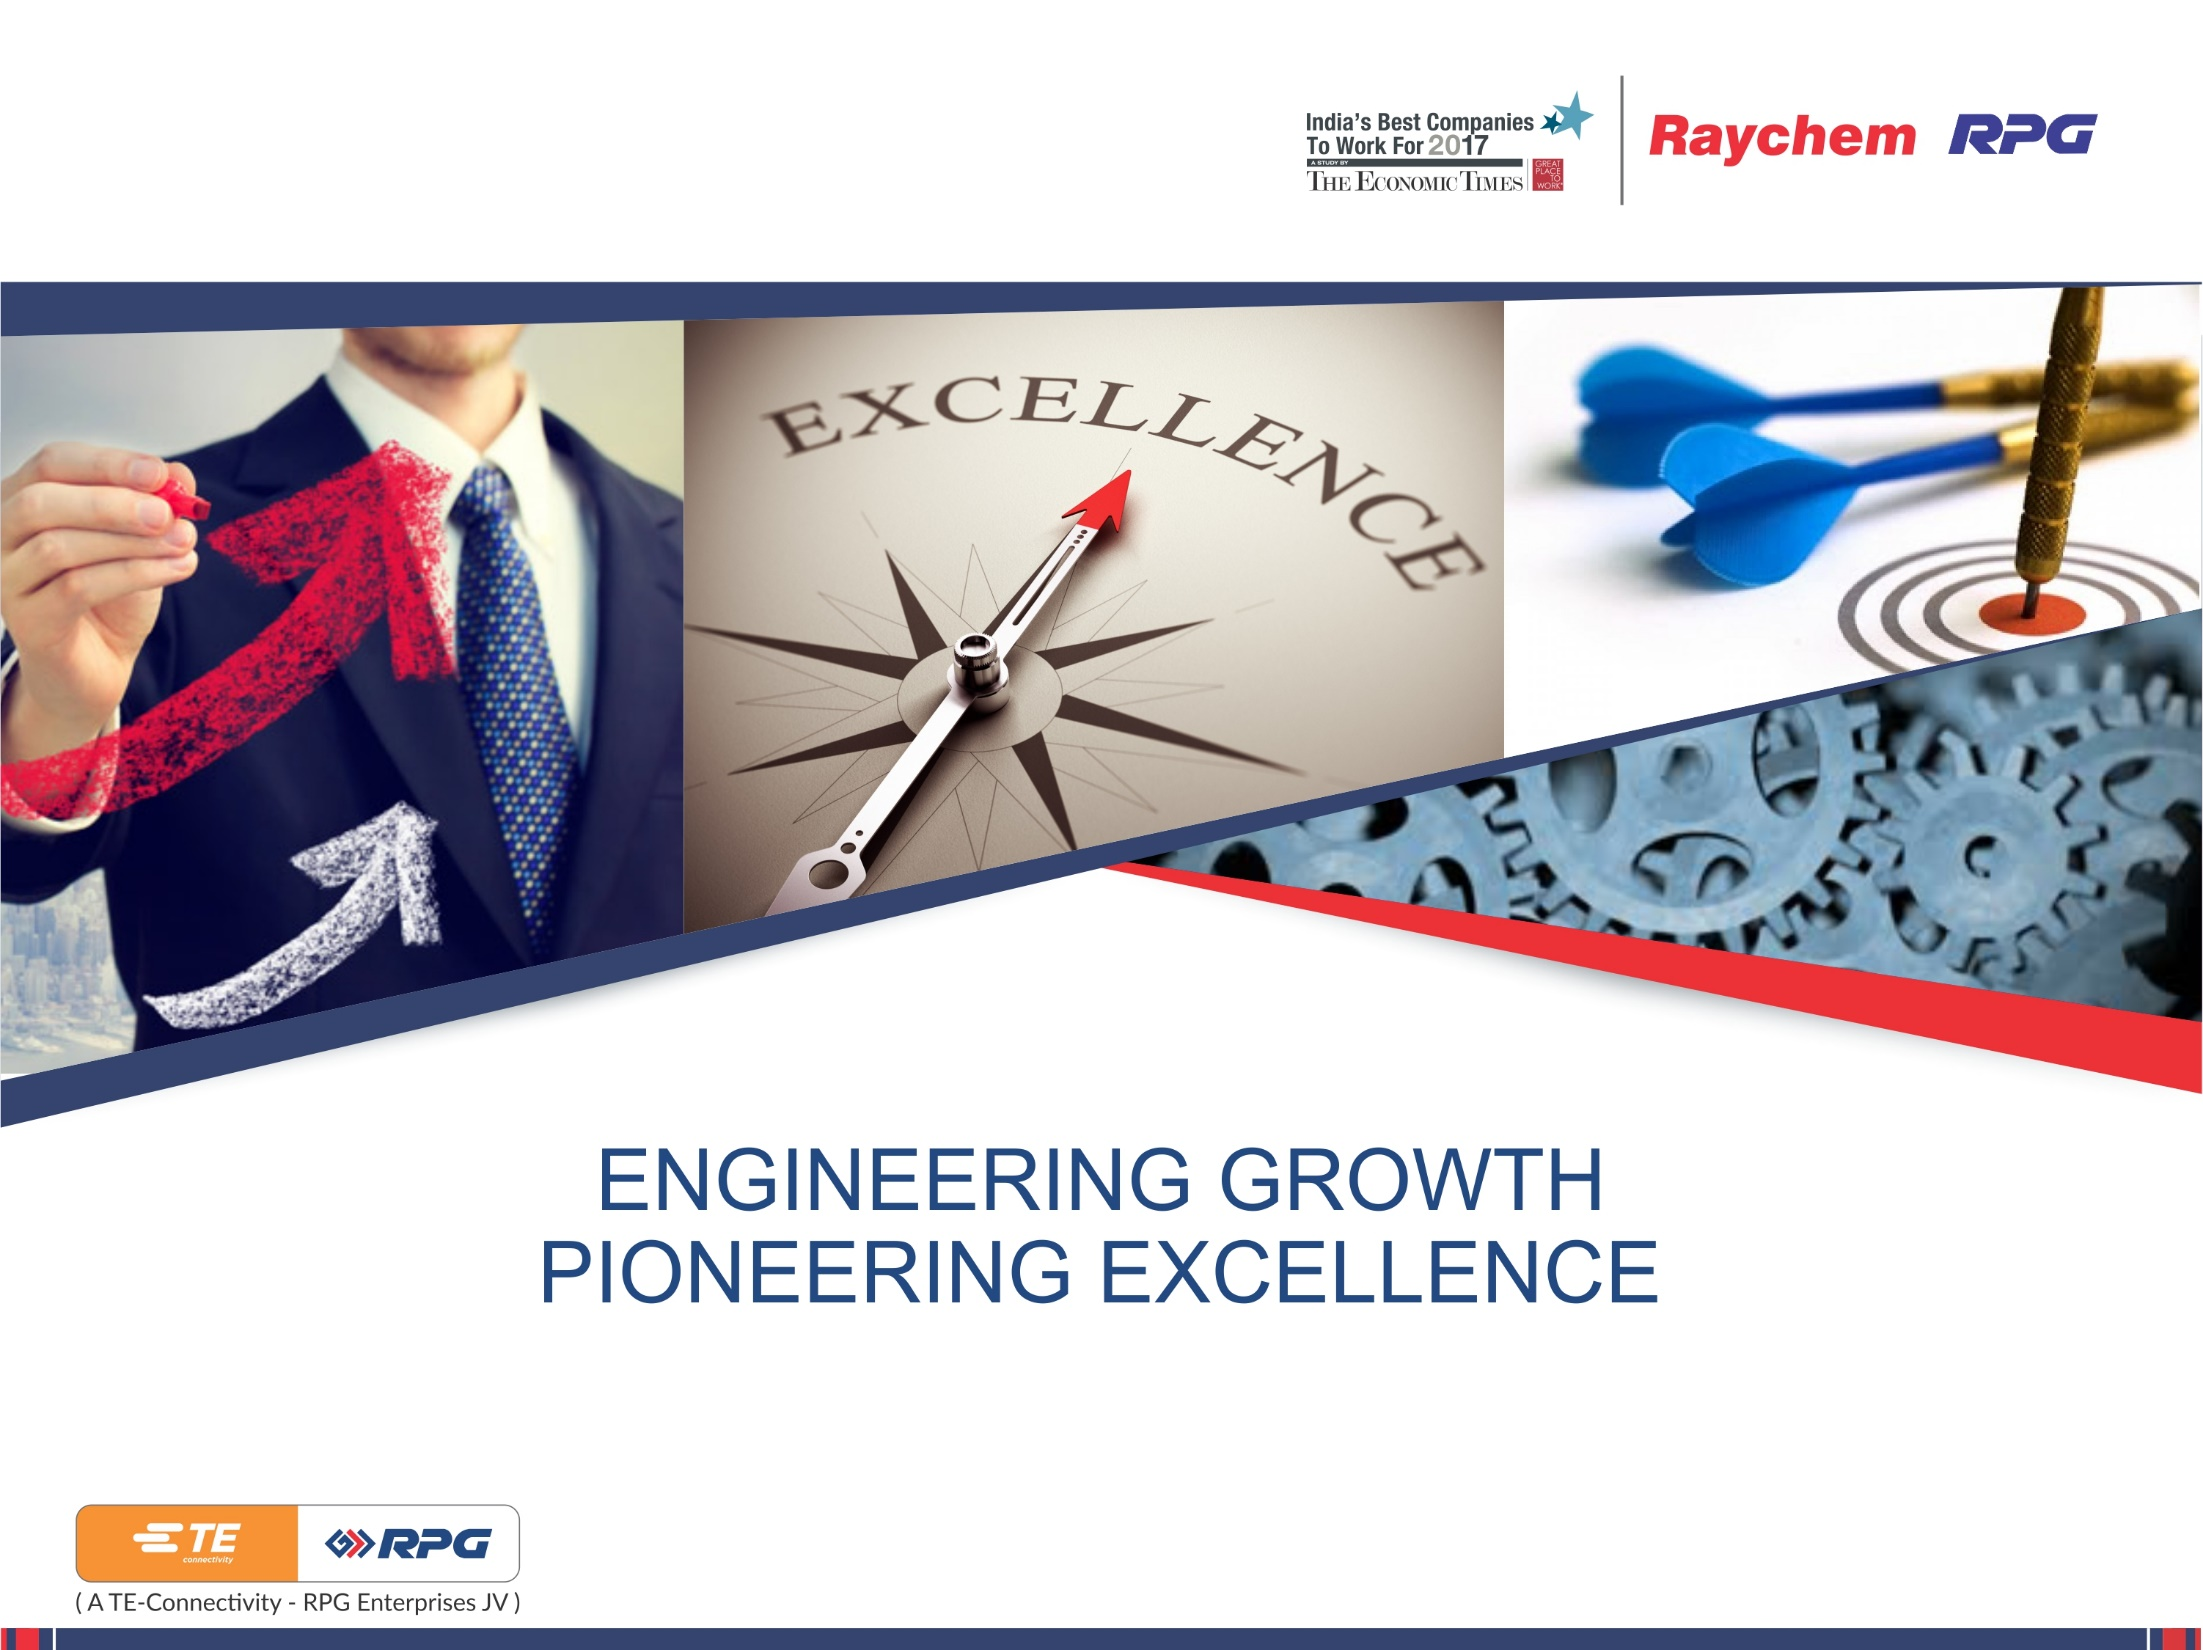 India's Best Companies
To Work For 2017
A STUDY BY
THE ECONOMIC TIMES
GREAT
PLACE
TO
WORK
Raychem RPG
EXCELLENCE
ENGINEERING GROWTH
PIONEERING EXCELLENCE
TE
connectivity
RPG
( A TE-Connectivity - RPG Enterprises JV )